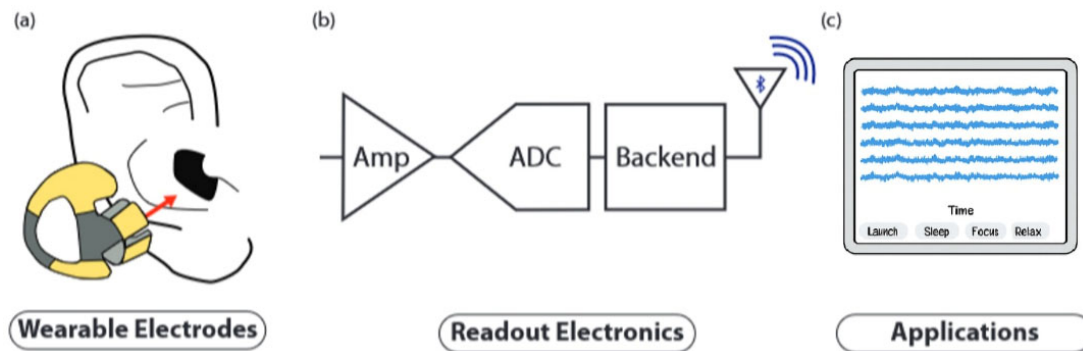 (a)
(b)
(c)
Amp
ADC
Backend
Time
Launch Sleep Focus Relax
Wearable Electrodes
Readout Electronics
Applications